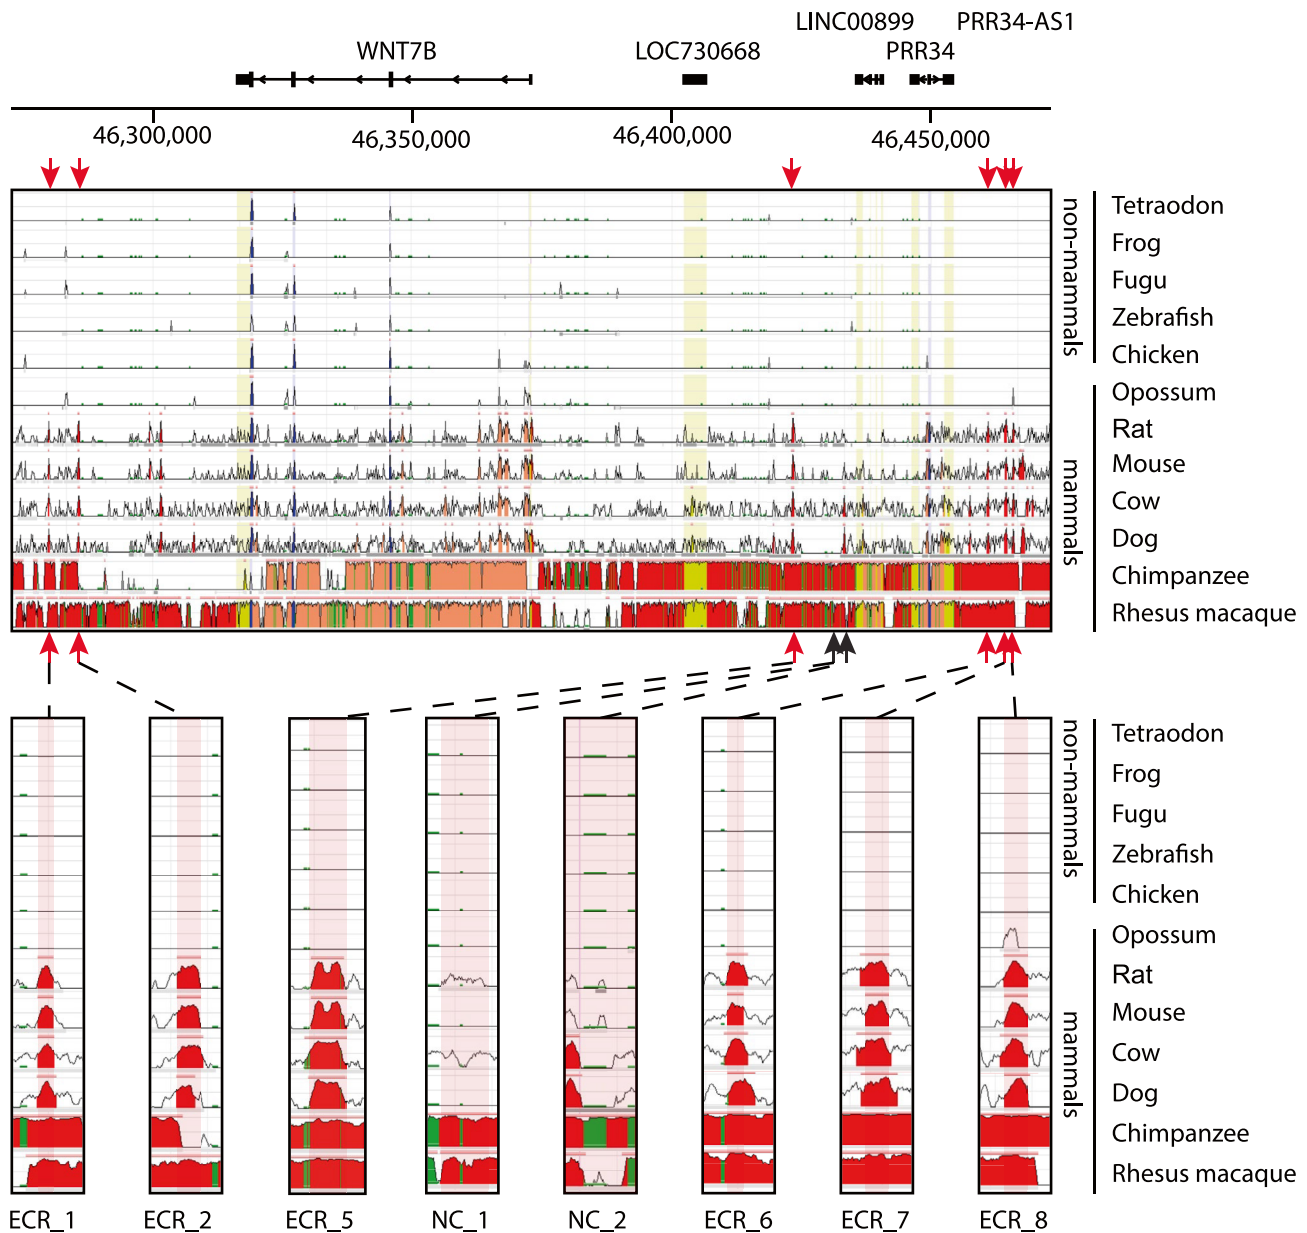 LINC00899 PRR34-AS1
WNT7B LOC730668 PRR34
46,300,000 46,350,000 46,400,000 46,450,000
non-mammals
Tetraodon
Frog
Fugu
Zebrafish
Chicken
mammals
Opossum
Rat
Mouse
Cow
Dog
Chimpanzee
Rhesus macaque
non-mammals
Tetraodon
Frog
Fugu
Zebrafish
Chicken
mammals
Opossum
Rat
Mouse
Cow
Dog
Chimpanzee
Rhesus macaque
ECR_1 ECR_2 ECR_5 NC_1 NC_2 ECR_6 ECR_7 ECR_8